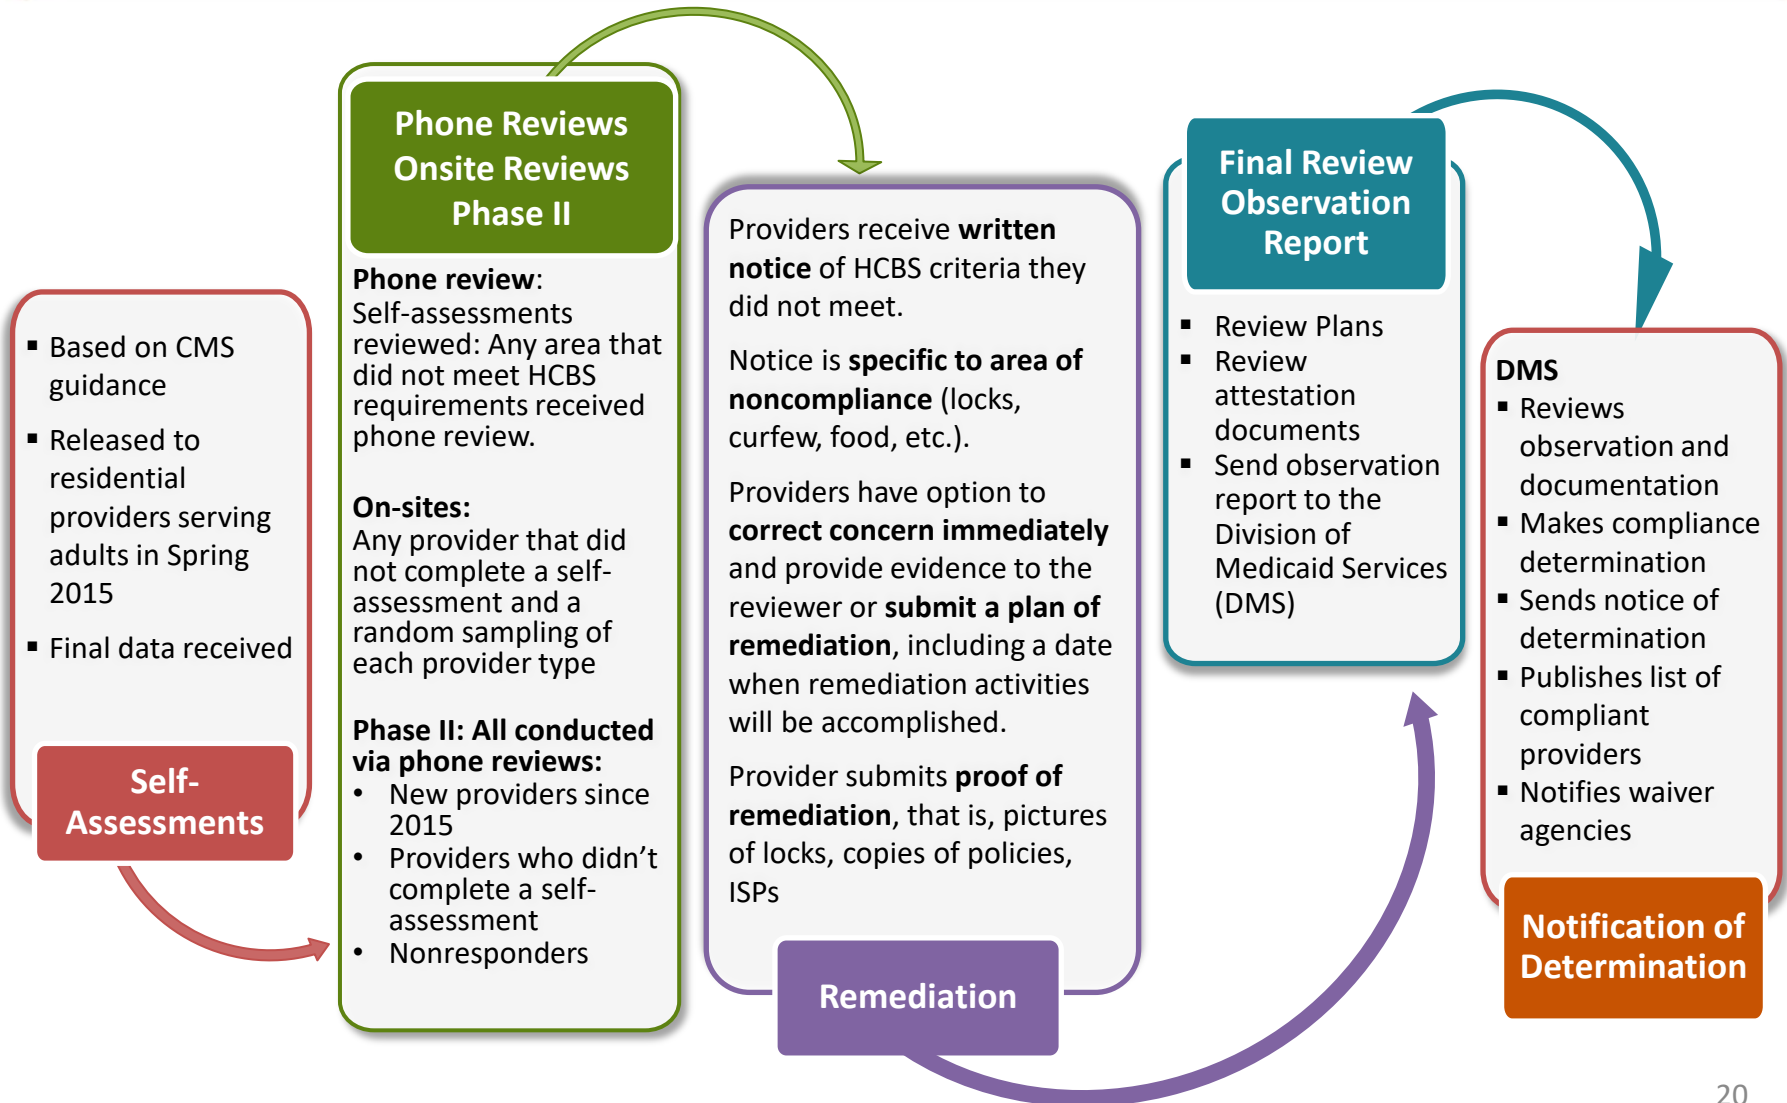 ▪ Based on CMS
guidance
▪ Released to
residential
providers serving
adults in Spring
2015
▪ Final data received
Self-
Assessments
Phone Reviews
Onsite Reviews
Phase II
Phone review:
Self-assessments
reviewed: Any area that
did not meet HCBS
requirements received
phone review.
On-sites:
Any provider that did
not complete a self-
assessment and a
random sampling of
each provider type
Phase II: All conducted
via phone reviews:
• New providers since
2015
• Providers who didn't
complete a self-
assessment
• Nonresponders
Providers receive written
notice of HCBS criteria they
did not meet.
Notice is specific to area of
noncompliance (locks,
curfew, food, etc.).
Providers have option to
correct concern immediately
and provide evidence to the
reviewer or submit a plan of
remediation, including a date
when remediation activities
will be accomplished.
Provider submits proof of
remediation, that is, pictures
of locks, copies of policies,
ISPs
Remediation
Final Review
Observation
Report
▪ Review Plans
▪ Review
attestation
documents
▪ Send observation
report to the
Division of
Medicaid Services
(DMS)
DMS
▪ Reviews
observation and
documentation
▪ Makes compliance
determination
▪ Sends notice of
determination
▪ Publishes list of
compliant
providers
▪ Notifies waiver
agencies
Notification of
Determination
20